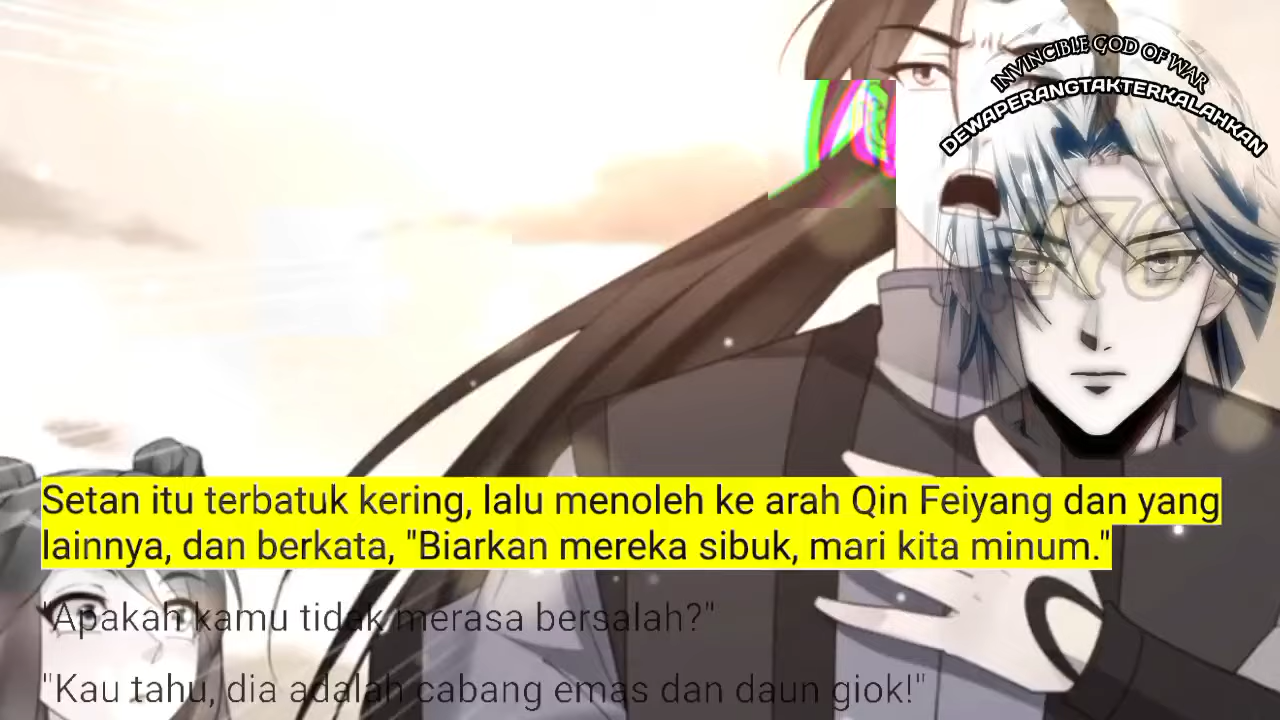 INVINCIBLE GOD OF WAR
DEWAPERANGTAKTERKALAHKAN
Setan itu terbatuk kering, lalu menoleh ke arah Qin Feiyang dan yang
lainnya, dan berkata, "Biarkan mereka sibuk, mari kita minum."
"Apakah kamu tidak merasa bersalah?"
"Kau tahu, dia adalah cabang emas dan daun giok!"